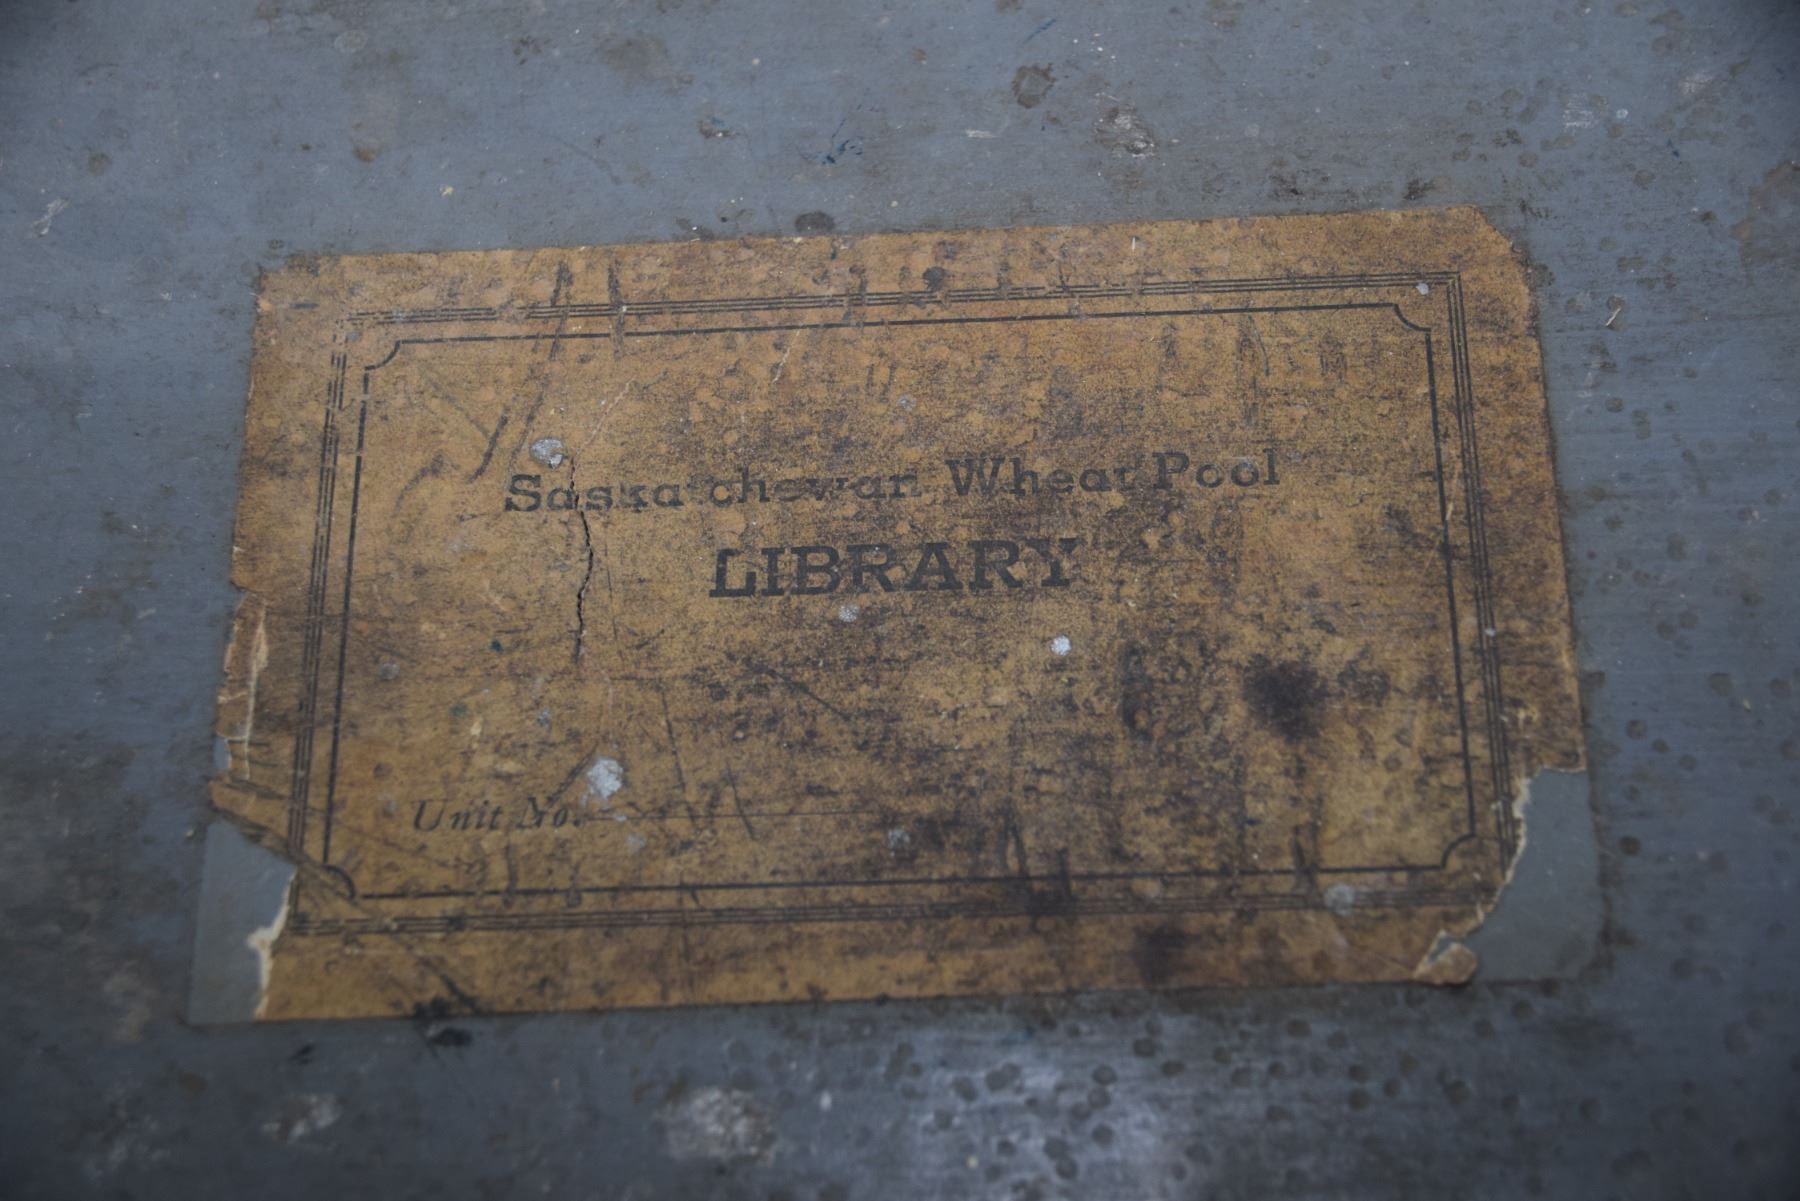 Saskatchewan Wheat Pool
LIBRARY
Unit No.